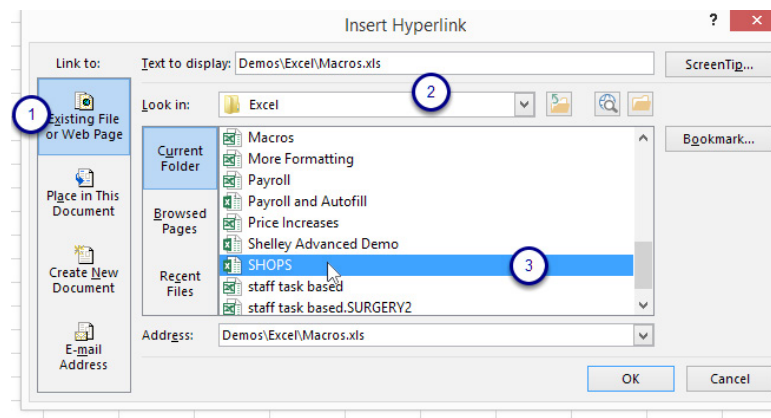 Insert Hyperlink
? ×
Link to:
Text to display: Demos\Excel\Macros.xls
ScreenTip...
1
Existing File
or Web Page
Look in: Excel
2
Bookmark...
Place in This
Document
Create New
Document
E-mail
Address
Current
Folder
Browsed
Pages
Recent
Files
Macros
More Formatting
Payroll
Payroll and Autofill
Price Increases
Shelley Advanced Demo
SHOPS
3
staff task based
staff task based.SURGERY2
Address: Demos\Excel\Macros.xls
OK Cancel